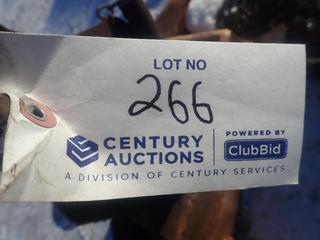 LOT NO
266
CENTURY AUCTIONS
POWERED BY
ClubBid
A DIVISION OF CENTURY SERVICES